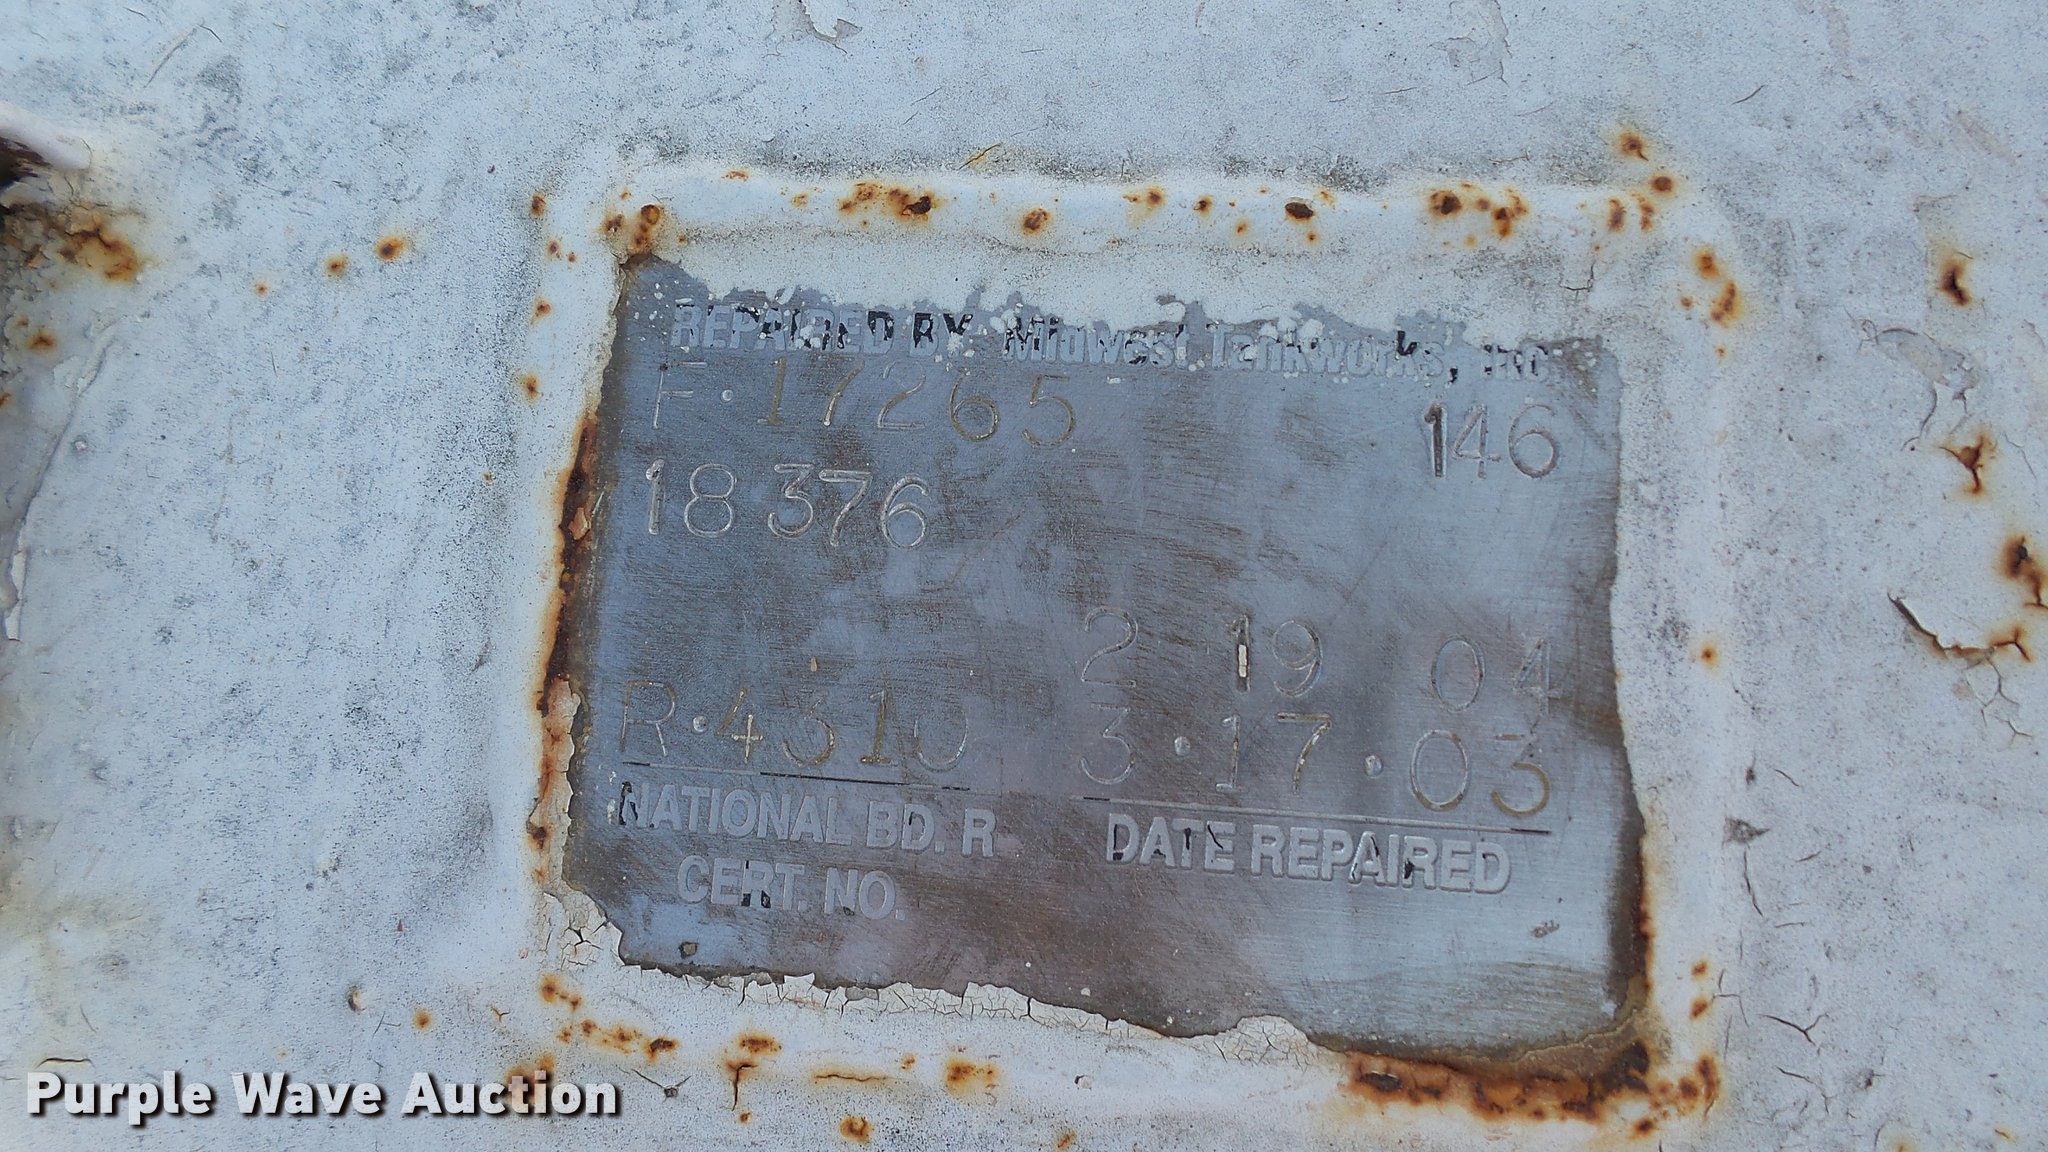 REPAIRED BY Midwest Tankworks, Inc.
F·17265 146
18376
2 19 04
R·4310 3·17·03
NATIONAL BD. R DATE REPAIRED
CERT. NO.
Purple Wave Auction